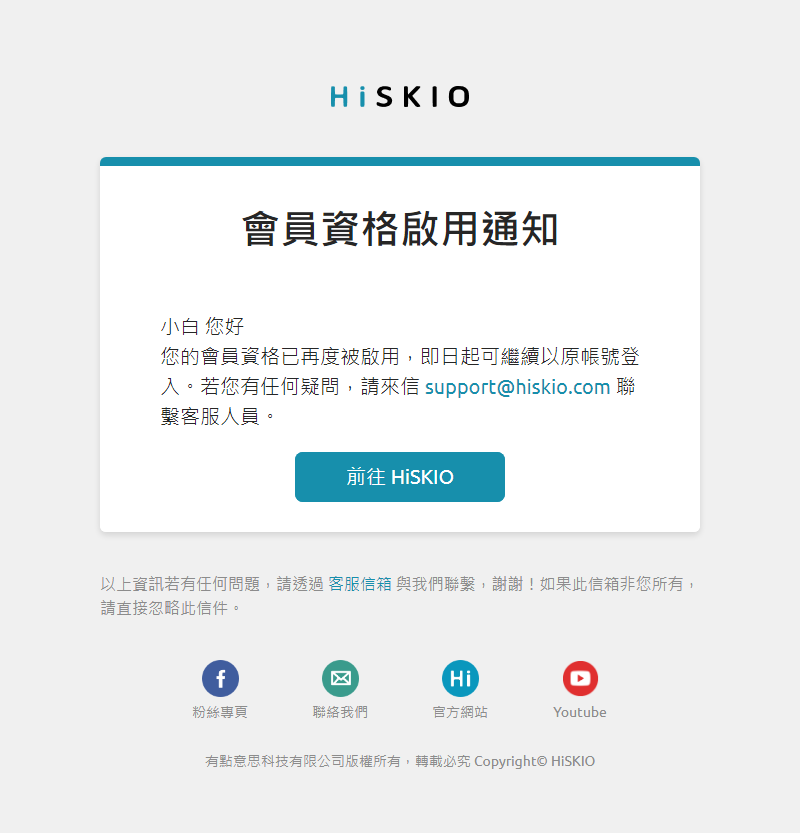 HiSKIO
會員資格啟用通知
小白 您好
您的會員資格已再度被啟用，即日起可繼續以原帳號登
入。若您有任何疑問，請來信 support@hiskio.com 聯
繫客服人員。
前往 HiSKIO
以上資訊若有任何問題，請透過 客服信箱 與我們聯繫，謝謝！如果此信箱非您所有，
請直接忽略此信件。
Hi
粉絲專頁 聯絡我們 官方網站 Youtube
有點意思科技有限公司版權所有，轉載必究 Copyright© HiSKIO